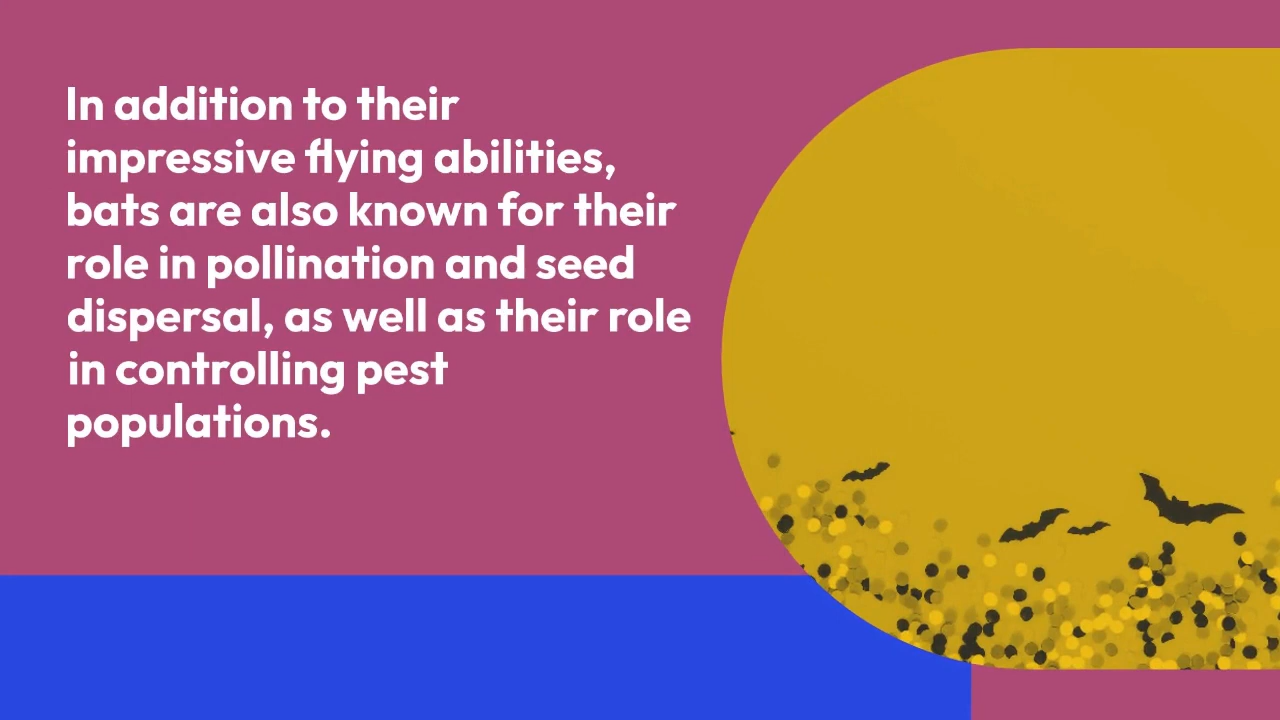 In addition to their
impressive flying abilities,
bats are also known for their
role in pollination and seed
dispersal, as well as their role
in controlling pest
populations.